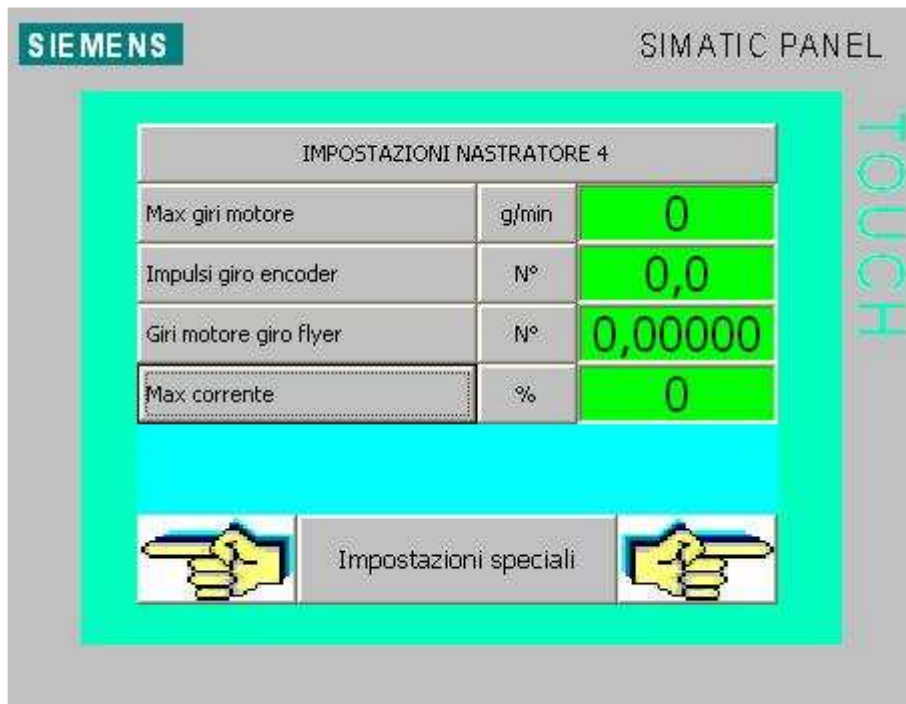 SIEMENS
SIMATIC PANEL
TOUCH
IMPOSTAZIONI NASTRATORE 4
Max giri motore g/min 0
Impulsi giro encoder N° 0,0
Giri motore giro flyer N° 0,00000
Max corrente % 0
Impostazioni speciali